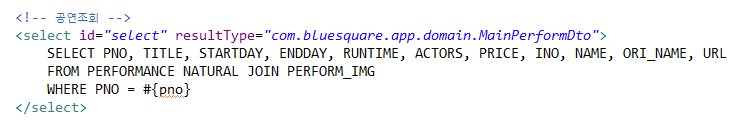 <!-- 공연조회 -->
<select id="select" resultType="com.bluesquare.app.domain.MainPerformDto">
SELECT PNO, TITLE, STARTDAY, ENDDAY, RUNTIME, ACTORS, PRICE, INO, NAME, ORI_NAME, URL
FROM PERFORMANCE NATURAL JOIN PERFORM_IMG
WHERE PNO = #{pno}
</select>